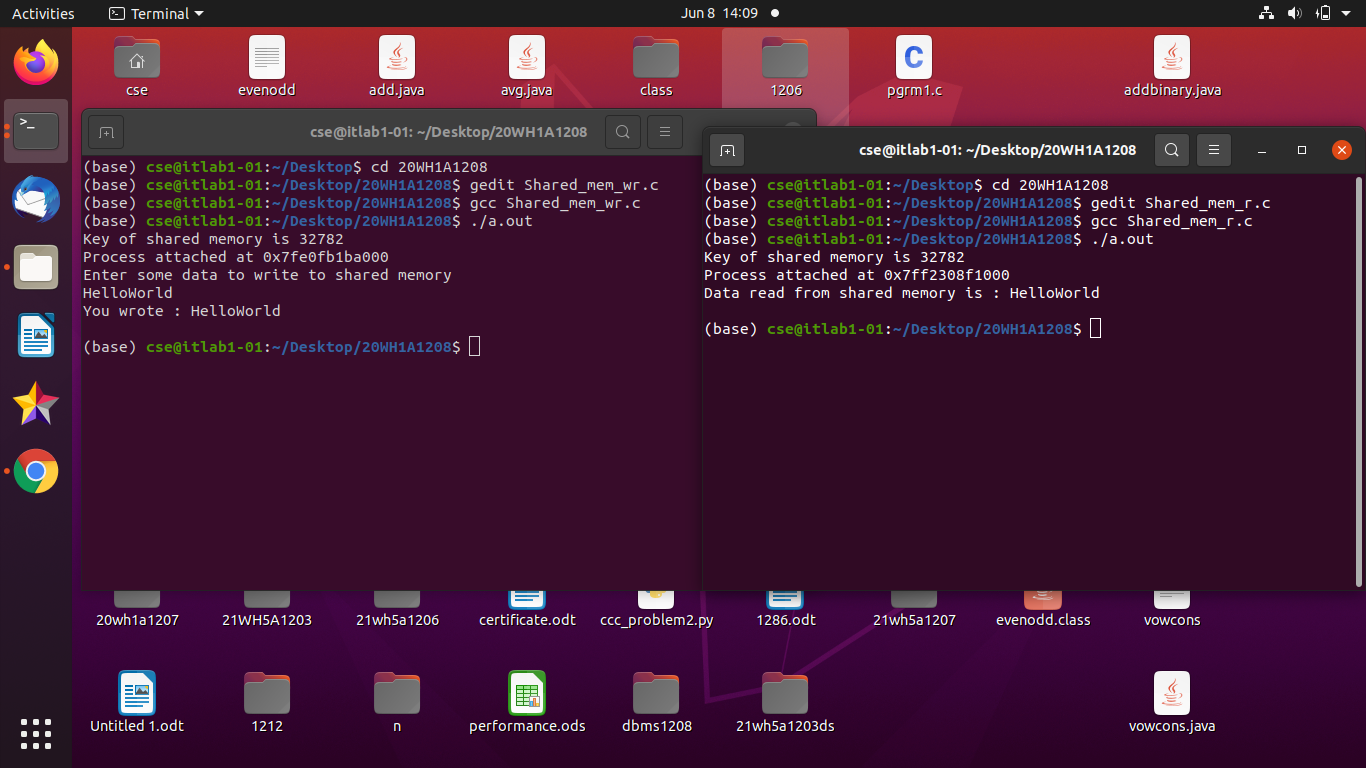 Activities
Terminal
Jun 8 14:09
cse
evenodd
add.java
avg.java
class
1206
pgrm1.c
addbinary.java
cse@itlab1-01: ~/Desktop/20WH1A1208
(base) cse@itlab1-01:~/Desktop$ cd 20WH1A1208
(base) cse@itlab1-01:~/Desktop/20WH1A1208$ gedit Shared_mem_wr.c
(base) cse@itlab1-01:~/Desktop/20WH1A1208$ gcc Shared_mem_wr.c
(base) cse@itlab1-01:~/Desktop/20WH1A1208$ ./a.out
Key of shared memory is 32782
Process attached at 0x7fe0fb1ba000
Enter some data to write to shared memory
HelloWorld
You wrote : HelloWorld
(base) cse@itlab1-01:~/Desktop/20WH1A1208$
cse@itlab1-01: ~/Desktop/20WH1A1208
(base) cse@itlab1-01:~/Desktop$ cd 20WH1A1208
(base) cse@itlab1-01:~/Desktop/20WH1A1208$ gedit Shared_mem_r.c
(base) cse@itlab1-01:~/Desktop/20WH1A1208$ gcc Shared_mem_r.c
(base) cse@itlab1-01:~/Desktop/20WH1A1208$ ./a.out
Key of shared memory is 32782
Process attached at 0x7ff2308f1000
Data read from shared memory is : HelloWorld
(base) cse@itlab1-01:~/Desktop/20WH1A1208$
20wh1a1207
21WH5A1203
21wh5a1206
certificate.odt
ccc_problem2.py
1286.odt
21wh5a1207
evenodd.class
vowcons
Untitled 1.odt
1212
n
performance.ods
dbms1208
21wh5a1203ds
vowcons.java